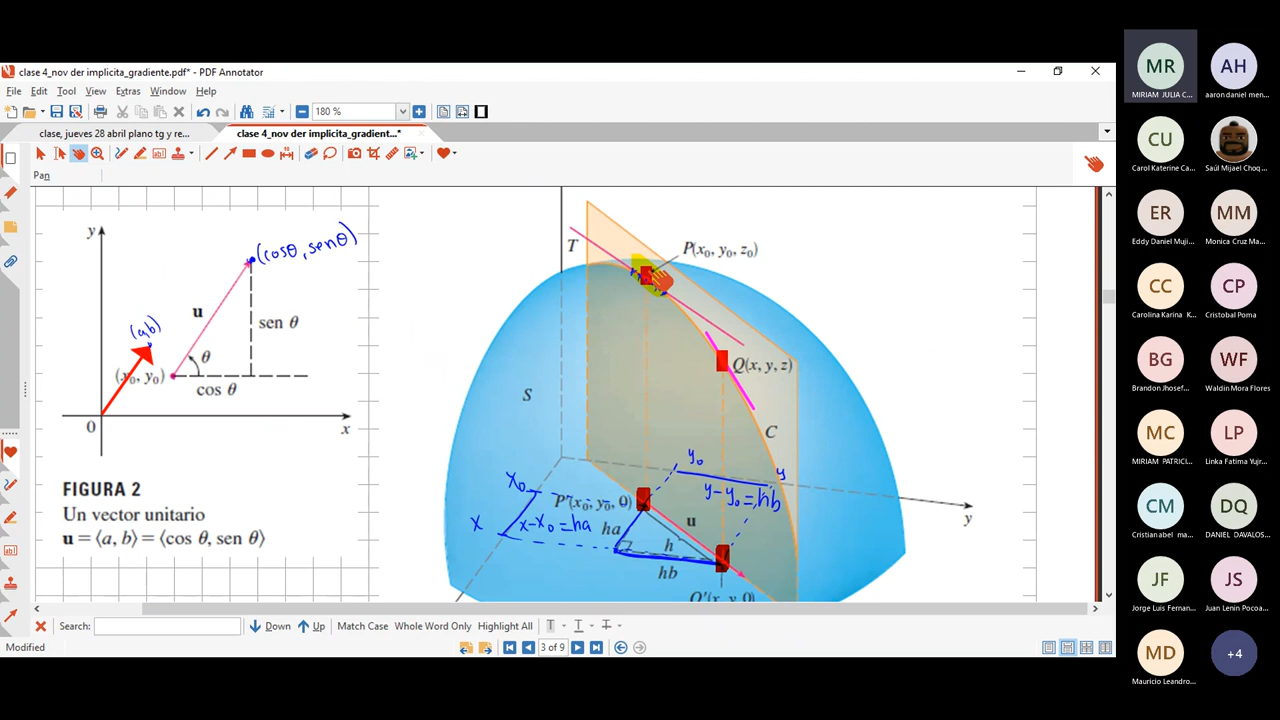 clase 4_nov der implicita_gradiente.pdf* - PDF Annotator
File Edit Tool View Extras Window Help
180 %
clase, jueves 28 abril plano tg y re...
clase 4_nov der implicita_gradient...*
Pan
y
(cosθ, senθ)
u
(a,b)
sen θ
θ
(x₀, y₀)
cos θ
0
x
FIGURA 2
Un vector unitario
u = ⟨a, b⟩ = ⟨cos θ, sen θ⟩
T
P(x₀, y₀, z₀)
Q(x, y, z)
S
C
y₀
y
x₀
P'(x₀, y₀, 0)
y-y₀ = hb
x
x-x₀=ha
ha
u
h
y
hb
Q'(x, y, 0)
Search:
Down
Up
Match Case
Whole Word Only
Highlight All
Modified
3 of 9
MR
MIRIAM JULIA C...
AH
aaron daniel men...
CU
Carol Katerine Ca...
Saúl Mijael Choq...
ER
Eddy Daniel Muji...
MM
Monica Cruz Ma...
CC
Carolina Karina K...
CP
Cristobal Poma
BG
Brandon Jhosef...
WF
Waldin Mora Flores
MC
MIRIAM PATRICI...
LP
Linka Fatima Yujr...
CM
Cristian abel ma...
DQ
DANIEL DAVALOS...
JF
Jorge Luis Fernan...
JS
Juan Lenin Pocoa...
MD
Mauricio Leandro...
+4